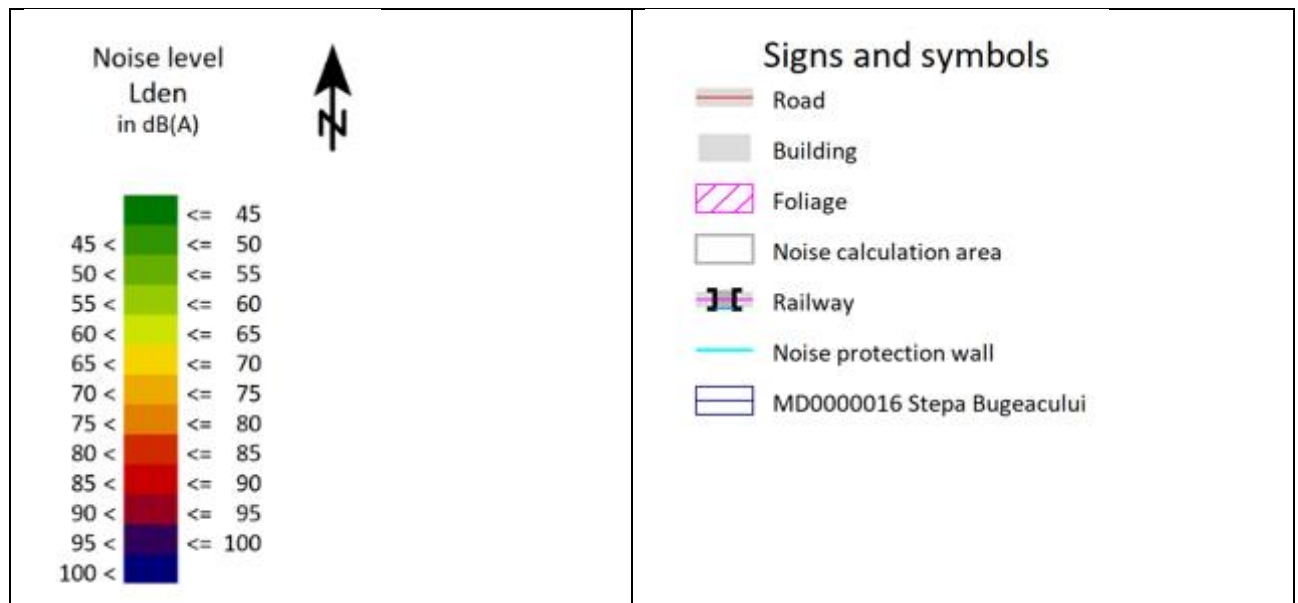 Noise level
Lden
in dB(A)
N
<= 45
45 < <= 50
50 < <= 55
55 < <= 60
60 < <= 65
65 < <= 70
70 < <= 75
75 < <= 80
80 < <= 85
85 < <= 90
90 < <= 95
95 < <= 100
100 <
Signs and symbols
Road
Building
Foliage
Noise calculation area
Railway
Noise protection wall
MD0000016 Stepa Bugeacului